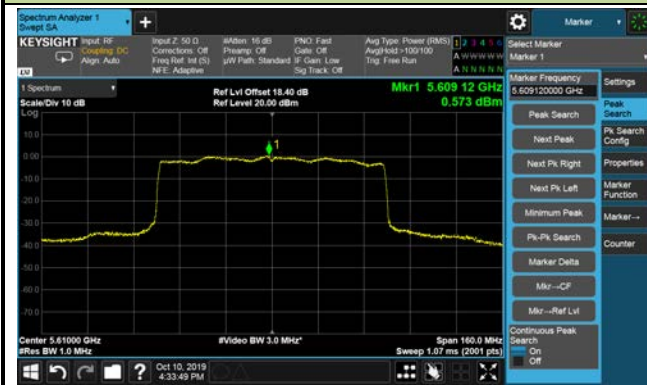 Spectrum Analyzer 1
Swept SA
+
Marker
KEYSIGHT
Input: RF
Coupling: DC
Align: Auto
Input Z: 50 Ω
Corrections: Off
Freq Ref: Int (S)
NFE: Adaptive
#Atten: 16 dB
Preamp: Off
µW Path: Standard
PNO: Fast
Gate: Off
IF Gain: Low
Sig Track: Off
Avg Type: Power (RMS)
Avg|Hold:>100/100
Trig: Free Run
1 2 3 4 5 6
A W W W W W
A N N N N N
LXI
Select Marker
Marker 1
1 Spectrum
Scale/Div 10 dB
Log
Ref Lvl Offset 18.40 dB
Ref Level 20.00 dBm
Mkr1 5.609 12 GHz
0.573 dBm
10.0
0.00
-10.0
-20.0
-30.0
-40.0
-50.0
-60.0
-70.0
1
Center 5.61000 GHz
#Res BW 1.0 MHz
#Video BW 3.0 MHz*
Span 160.0 MHz
Sweep 1.07 ms (2001 pts)
Marker Frequency
5.609120000 GHz
Peak Search
Next Peak
Next Pk Right
Next Pk Left
Minimum Peak
Pk-Pk Search
Marker Delta
Mkr→CF
Mkr→Ref Lvl
Continuous Peak
Search
On
Off
Settings
Peak
Search
Pk Search
Config
Properties
Marker
Function
Marker→
Counter
?
Oct 10, 2019
4:33:49 PM